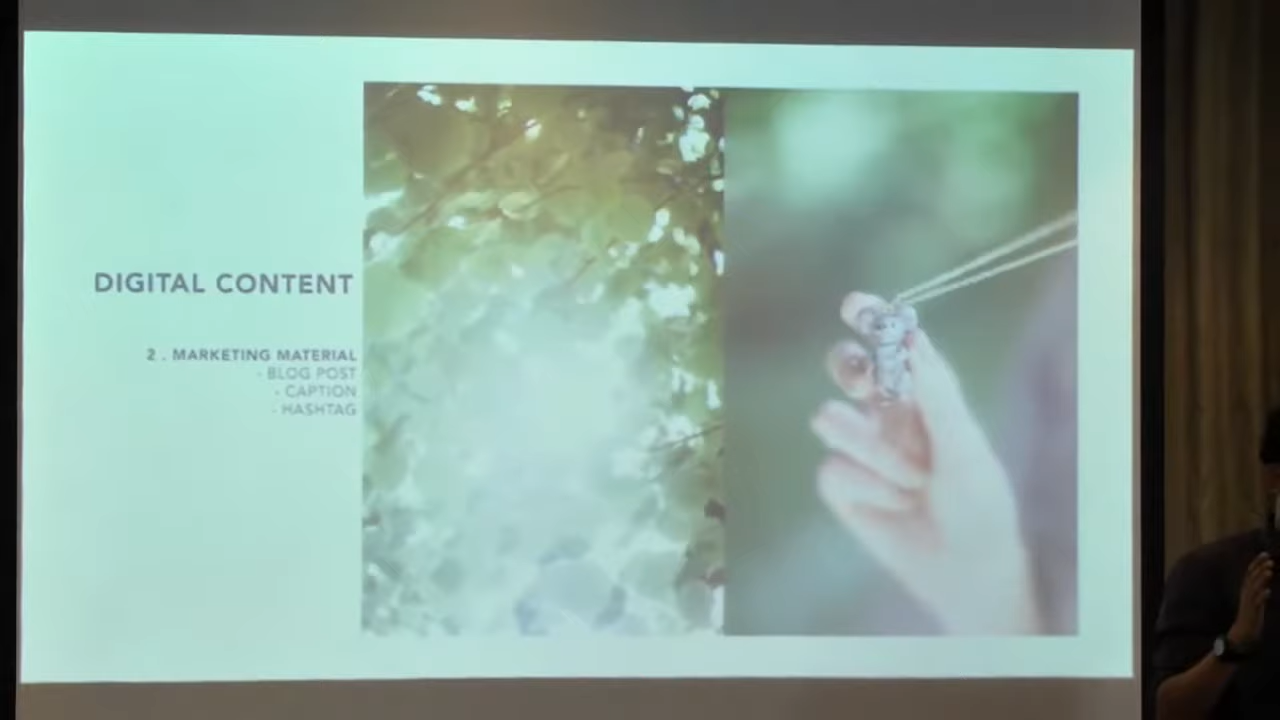 DIGITAL CONTENT
2 . MARKETING MATERIAL
- BLOG POST
- CAPTION
- HASHTAG